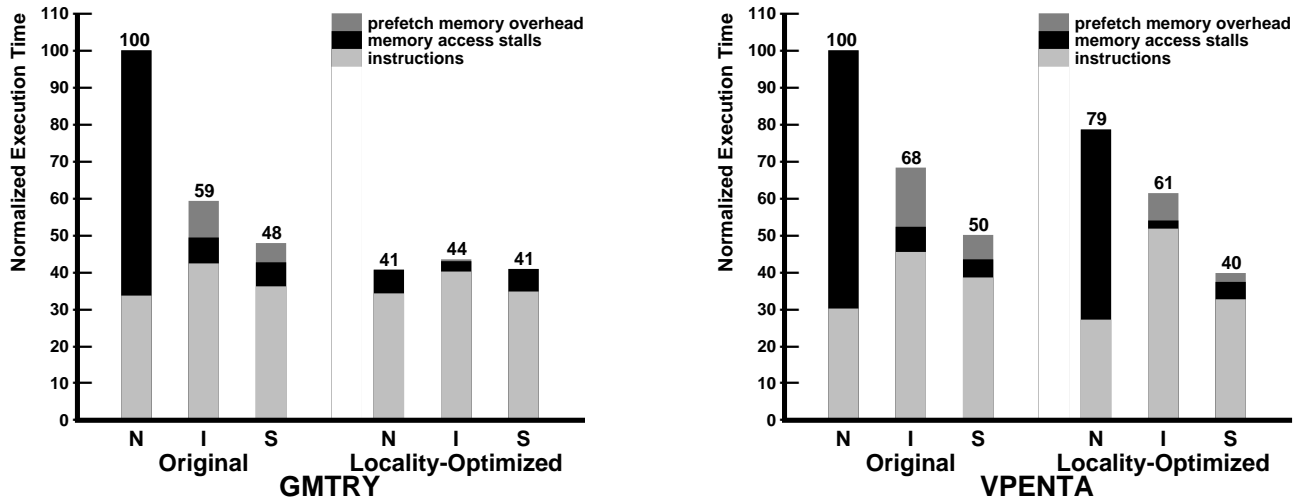 Normalized Execution Time
110
100
90
80
70
60
50
40
30
20
10
0
prefetch memory overhead
memory access stalls
instructions
100
59
48
41
44
41
N I S N I S
Original Locality-Optimized
GMTRY
Normalized Execution Time
110
100
90
80
70
60
50
40
30
20
10
0
prefetch memory overhead
memory access stalls
instructions
100
68
50
79
61
40
N I S N I S
Original Locality-Optimized
VPENTA